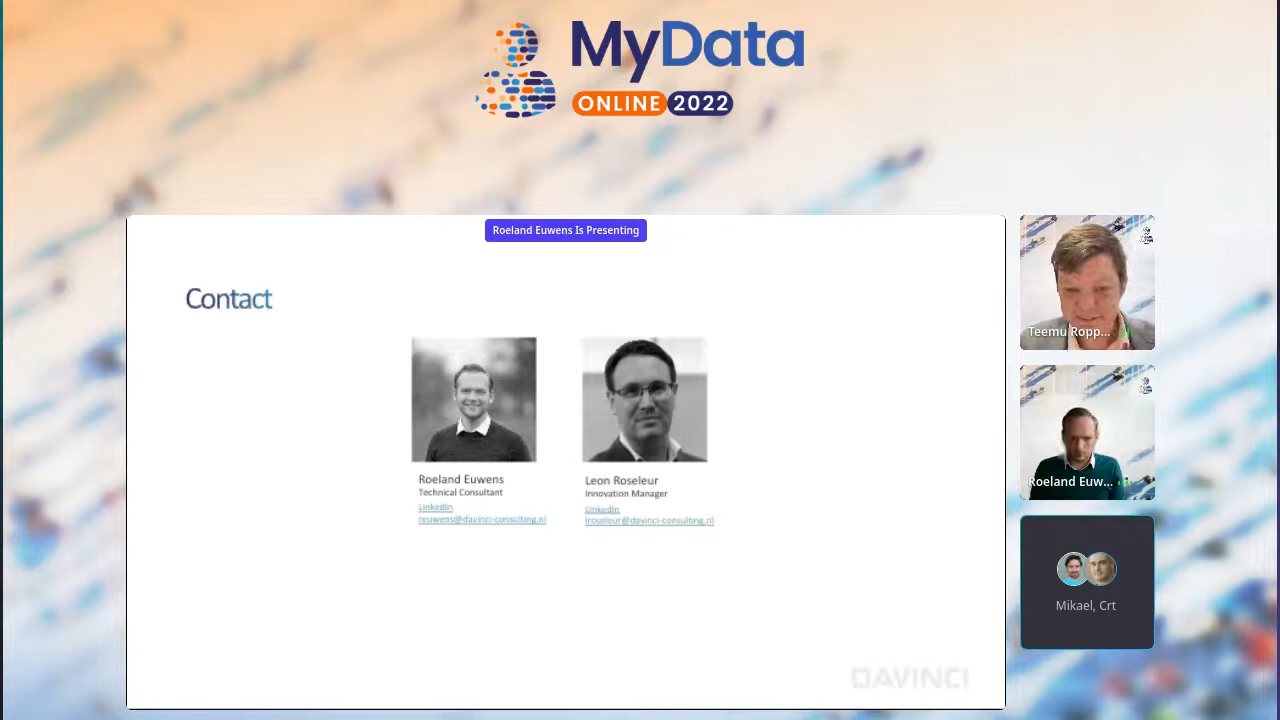 MyData
ONLINE 2022
Roeland Euwens Is Presenting
Contact
Roeland Euwens
Technical Consultant
LinkedIn
reuwens@davinci-consulting.nl
Leon Roseleur
Innovation Manager
LinkedIn
lroseleur@davinci-consulting.nl
DAVINCI
Teemu Ropp...
Roeland Euw...
Mikael, Crt